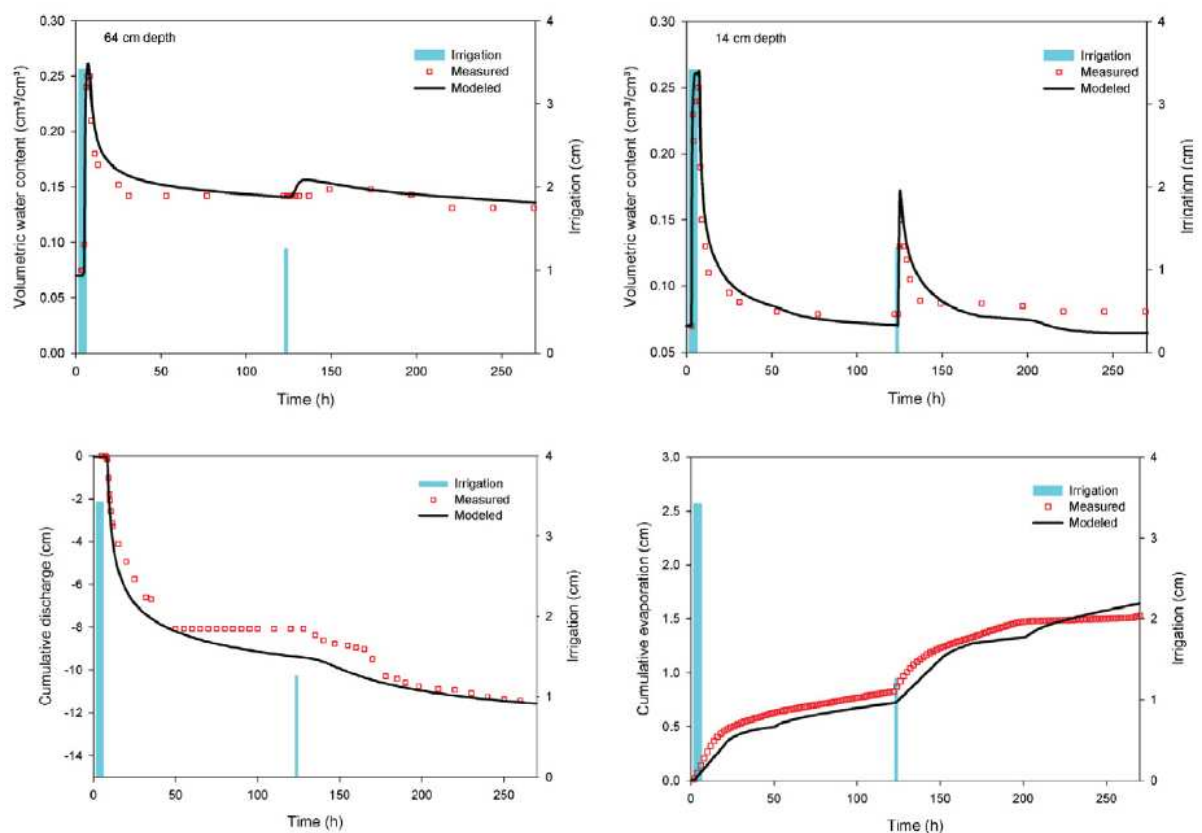 64 cm depth
Irrigation
Measured
Modeled
Volumetric water content (cm³/cm³)
0.30
0.25
0.20
0.15
0.10
0.05
0.00
4
3
2
1
0
Irrigation (cm)
0 50 100 150 200 250
Time (h)
14 cm depth
Irrigation
Measured
Modeled
Volumetric water content (cm³/cm³)
0.30
0.25
0.20
0.15
0.10
0.05
4
3
2
1
0
Irrigation (cm)
0 50 100 150 200 250
Time (h)
Irrigation
Measured
Modeled
Cumulative discharge (cm)
0
-2
-4
-6
-8
-10
-12
-14
4
3
2
1
0
Irrigation (cm)
0 50 100 150 200 250
Time (h)
Irrigation
Measured
Modeled
Cumulative evaporation (cm)
3.0
2.5
2.0
1.5
1.0
0.5
0.0
4
3
2
1
0
Irrigation (cm)
0 50 100 150 200 250
Time (h)